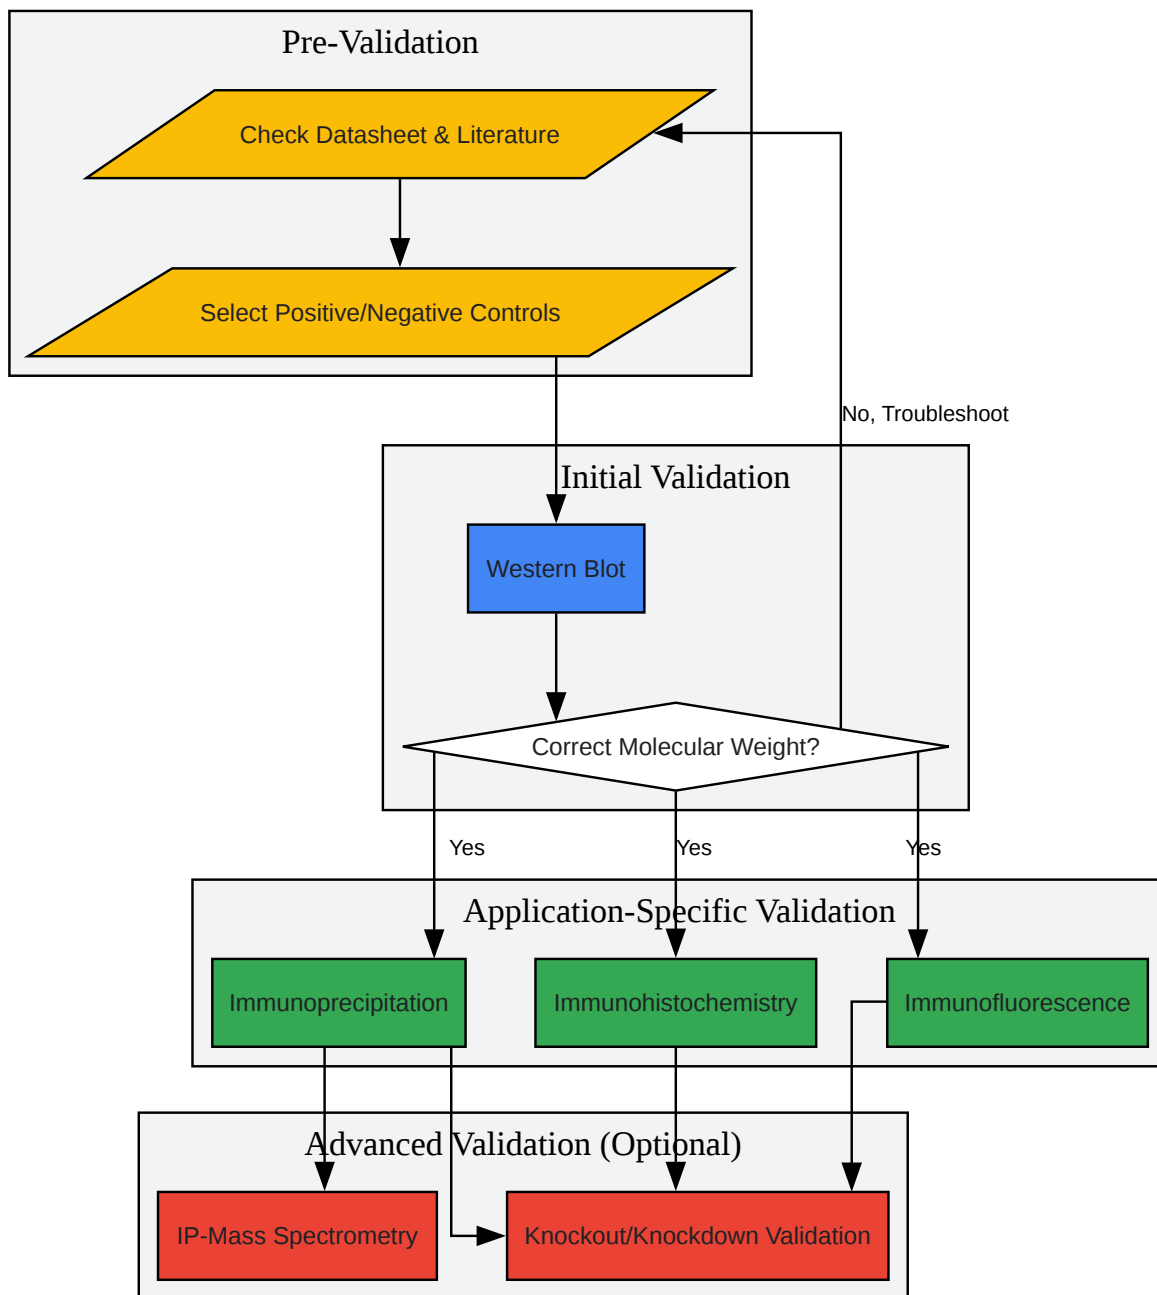 Pre-Validation
Check Datasheet & Literature
Select Positive/Negative Controls
No, Troubleshoot
Initial Validation
Western Blot
Correct Molecular Weight?
Yes
Yes
Yes
Application-Specific Validation
Immunoprecipitation
Immunohistochemistry
Immunofluorescence
Advanced Validation (Optional)
IP-Mass Spectrometry
Knockout/Knockdown Validation